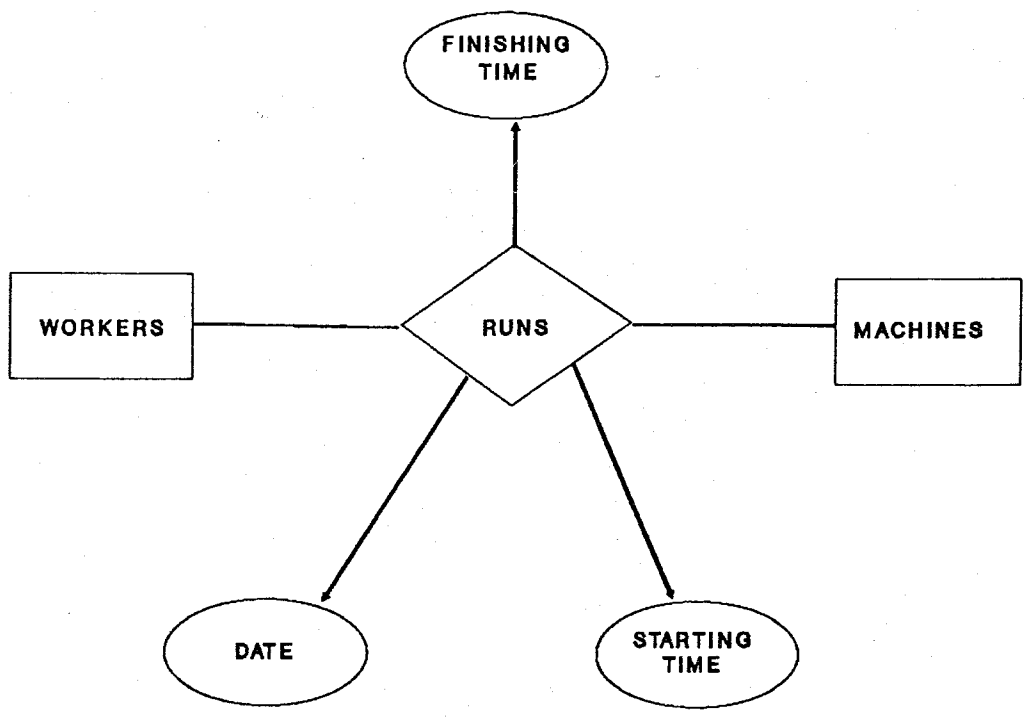 FINISHING
TIME
WORKERS
RUNS
MACHINES
DATE
STARTING
TIME